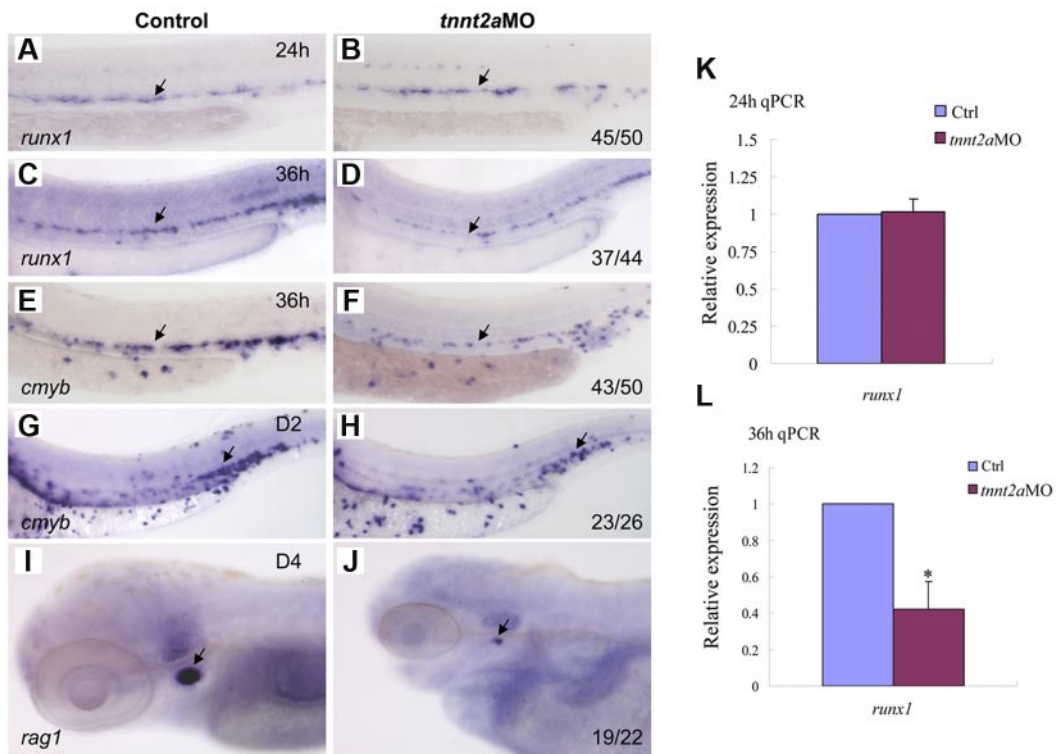 Control
tnnt2aMO
A
24h
runx1
B
45/50
C
36h
runx1
D
37/44
E
36h
cmyb
F
43/50
G
D2
cmyb
H
23/26
I
D4
rag1
J
19/22
K
24h qPCR
Ctrl
tnnt2aMO
Relative expression
1.5
1.25
1
0.75
0.5
0.25
0
runx1
L
36h qPCR
Ctrl
tnnt2aMO
Relative expression
1.2
1
0.8
0.6
0.4
0.2
0
*
runx1